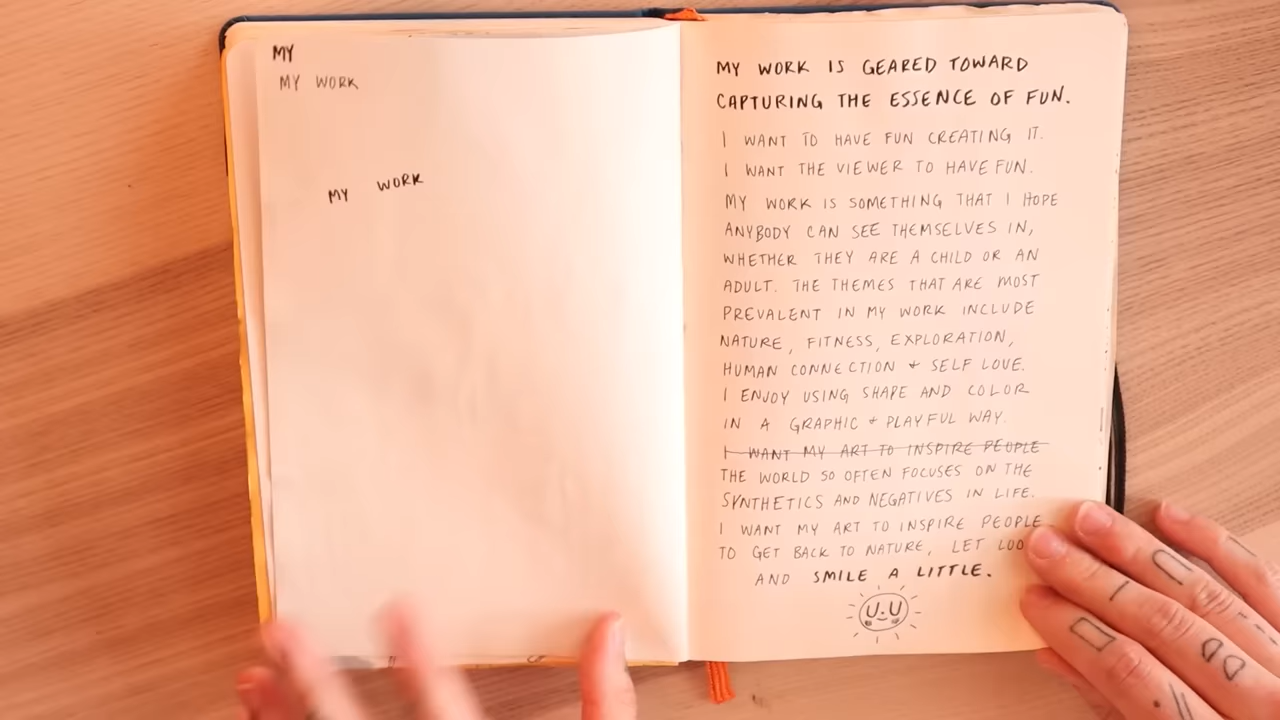 MY
MY WORK
MY WORK
MY WORK IS GEARED TOWARD
CAPTURING THE ESSENCE OF FUN.
I WANT TO HAVE FUN CREATING IT.
I WANT THE VIEWER TO HAVE FUN.
MY WORK IS SOMETHING THAT I HOPE
ANYBODY CAN SEE THEMSELVES IN,
WHETHER THEY ARE A CHILD OR AN
ADULT. THE THEMES THAT ARE MOST
PREVALENT IN MY WORK INCLUDE
NATURE, FITNESS, EXPLORATION,
HUMAN CONNECTION + SELF LOVE.
I ENJOY USING SHAPE AND COLOR
IN A GRAPHIC + PLAYFUL WAY.
I WANT MY ART TO INSPIRE PEOPLE
THE WORLD SO OFTEN FOCUSES ON THE
SYNTHETICS AND NEGATIVES IN LIFE.
I WANT MY ART TO INSPIRE PEOPLE
TO GET BACK TO NATURE, LET
AND SMILE A LITTLE.